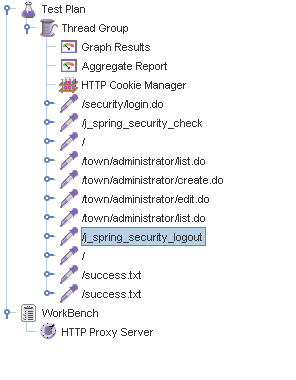 Test Plan
Thread Group
Graph Results
Aggregate Report
HTTP Cookie Manager
/security/login.do
/j_spring_security_check
/
/town/administrator/list.do
/town/administrator/create.do
/town/administrator/edit.do
/town/administrator/list.do
/j_spring_security_logout
/
/success.txt
/success.txt
WorkBench
HTTP Proxy Server